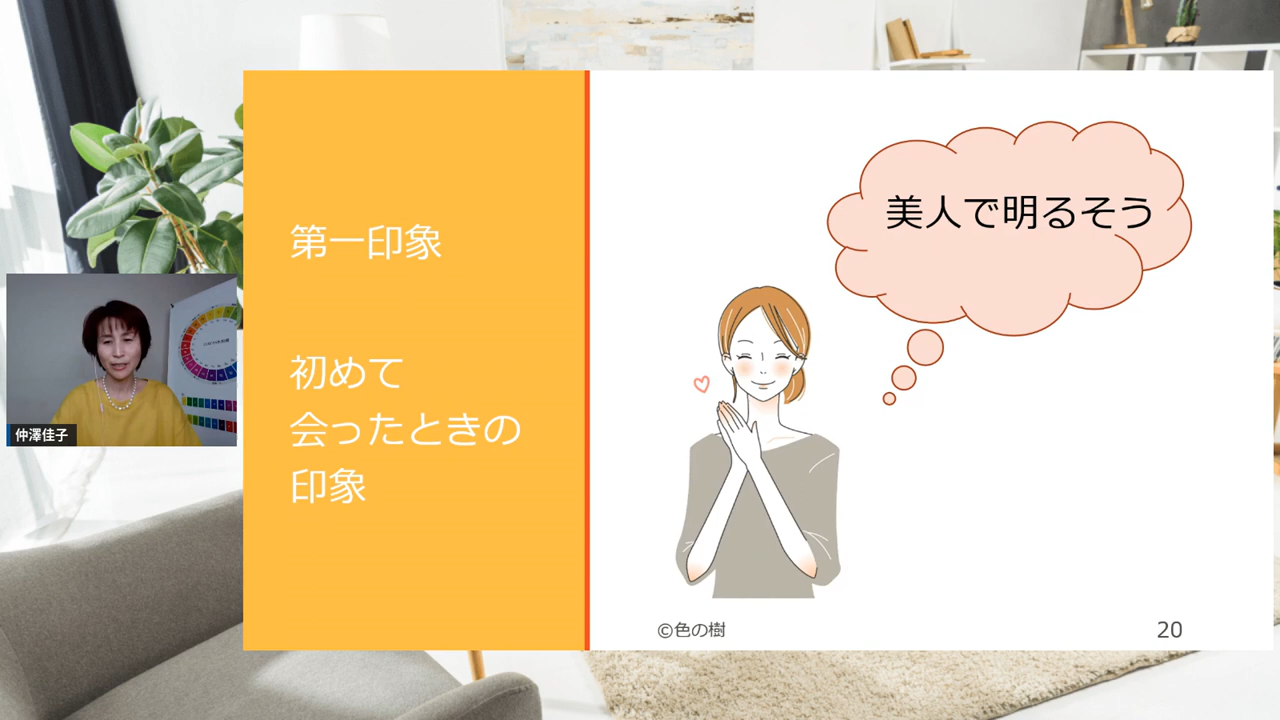 第一印象
初めて
会ったときの
印象
美人で明るそう
仲澤佳子
©色の樹
20